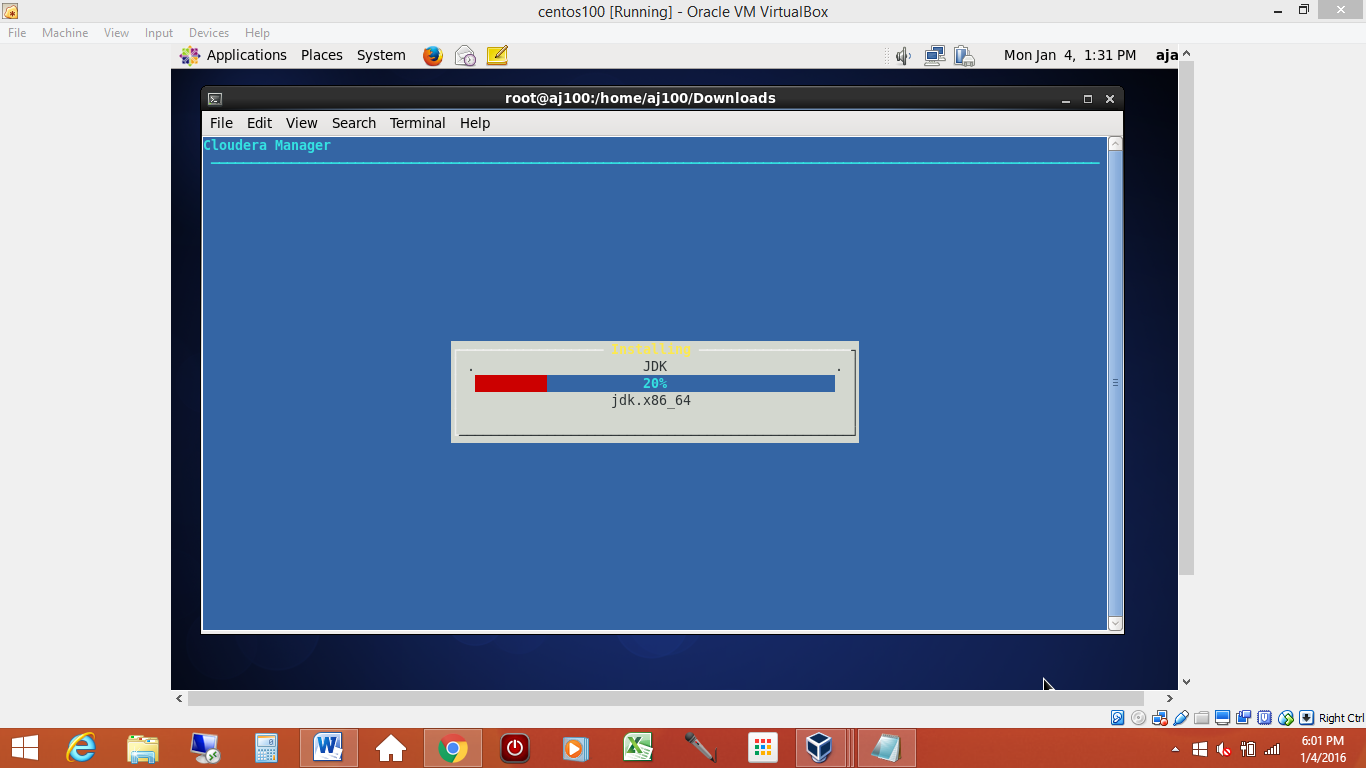 centos100 [Running] - Oracle VM VirtualBox
File Machine View Input Devices Help
Applications Places System Mon Jan 4, 1:31 PM aja
root@aj100:/home/aj100/Downloads
File Edit View Search Terminal Help
Cloudera Manager
Installing
. JDK .
20%
jdk.x86_64
Right Ctrl
6:01 PM
1/4/2016